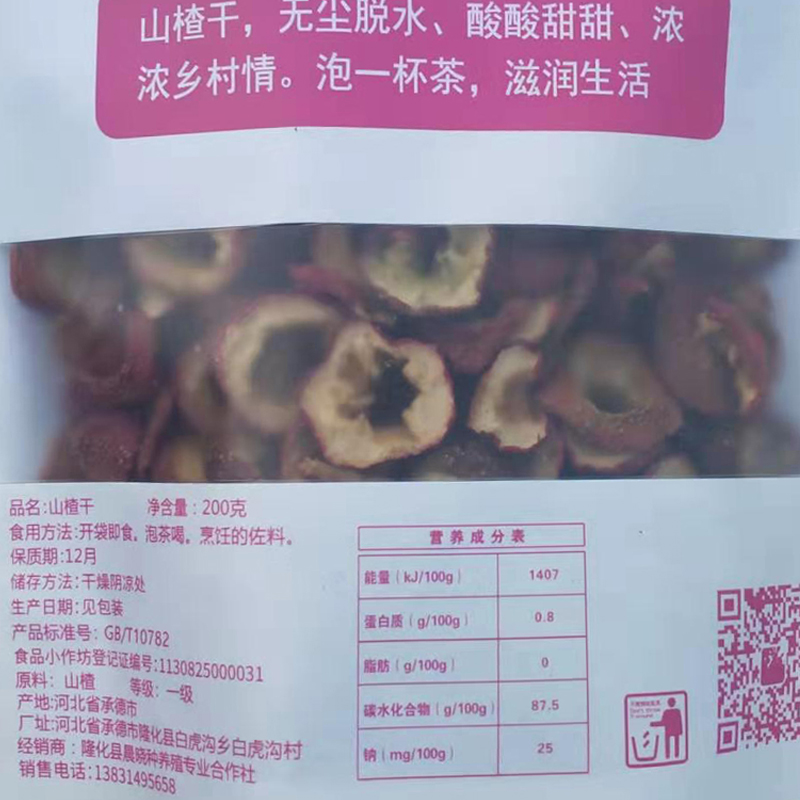 山楂干，无尘脱水、酸酸甜甜、浓
浓乡村情。泡一杯茶，滋润生活
品名:山楂干 净含量:200克
食用方法:开袋即食，泡茶喝。烹饪的佐料。
保质期:12月
储存方法:干燥阴凉处
生产日期:见包装
产品标准号: GB/T10782
食品小作坊登记证编号:1130825000031
原料: 山楂 等级: 一级
产地:河北省承德市
厂址:河北省承德市隆化县白虎沟乡白虎沟村
经销商: 隆化县晨晓种养殖专业合作社
销售电话:13831495658
营养成分表
能量（kJ/100g） 1407
蛋白质（g/100g） 0.8
脂肪（g/100g） 0
碳水化合物（g/100g） 87.5
钠（mg/100g） 25